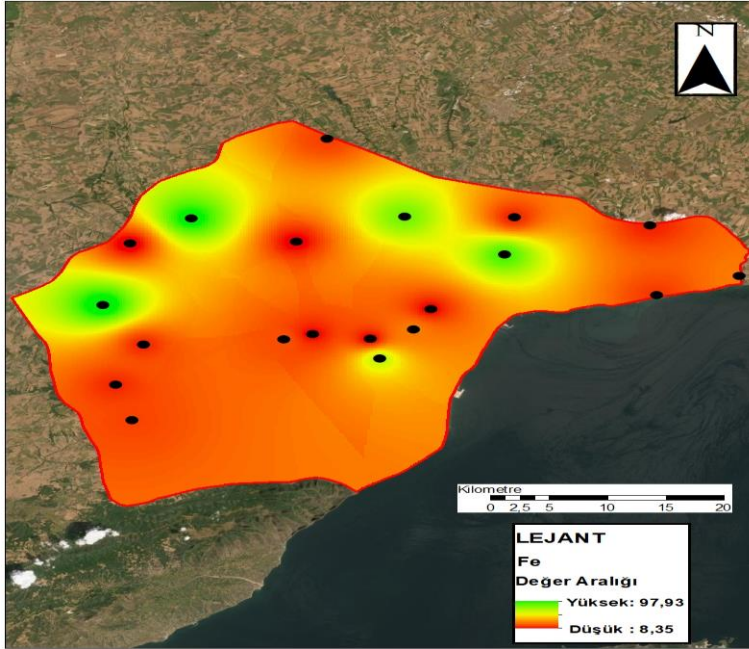 N
Kilometre
0 2,5 5 10 15 20
LEJANT
Fe
Değer Aralığı
Yüksek: 97,93
Düşük : 8,35